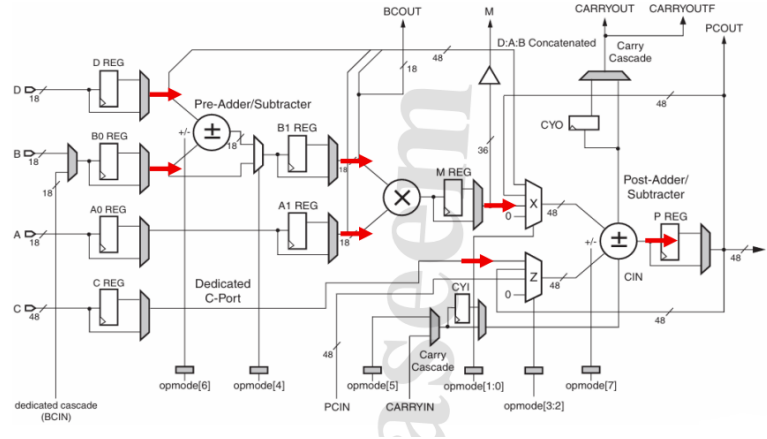 BCOUT
M
CARRYOUT
CARRYOUTF
PCOUT
D:A:B Concatenated
Carry
Cascade
48
18
D REG
D
18
Pre-Adder/Subtracter
48
CYO
B0 REG
+/-
±
18
B1 REG
B
18
18
36
M REG
Post-Adder/
Subtracter
18
×
X
48
0
P REG
A0 REG
A1 REG
A
18
18
+/-
±
48
C REG
Dedicated
C-Port
Z
48
CIN
C
48
CYI
0
48
48
Carry
Cascade
opmode[6]
opmode[4]
opmode[5]
opmode[1:0]
opmode[7]
dedicated cascade
(BCIN)
PCIN
CARRYIN
opmode[3:2]
aseem